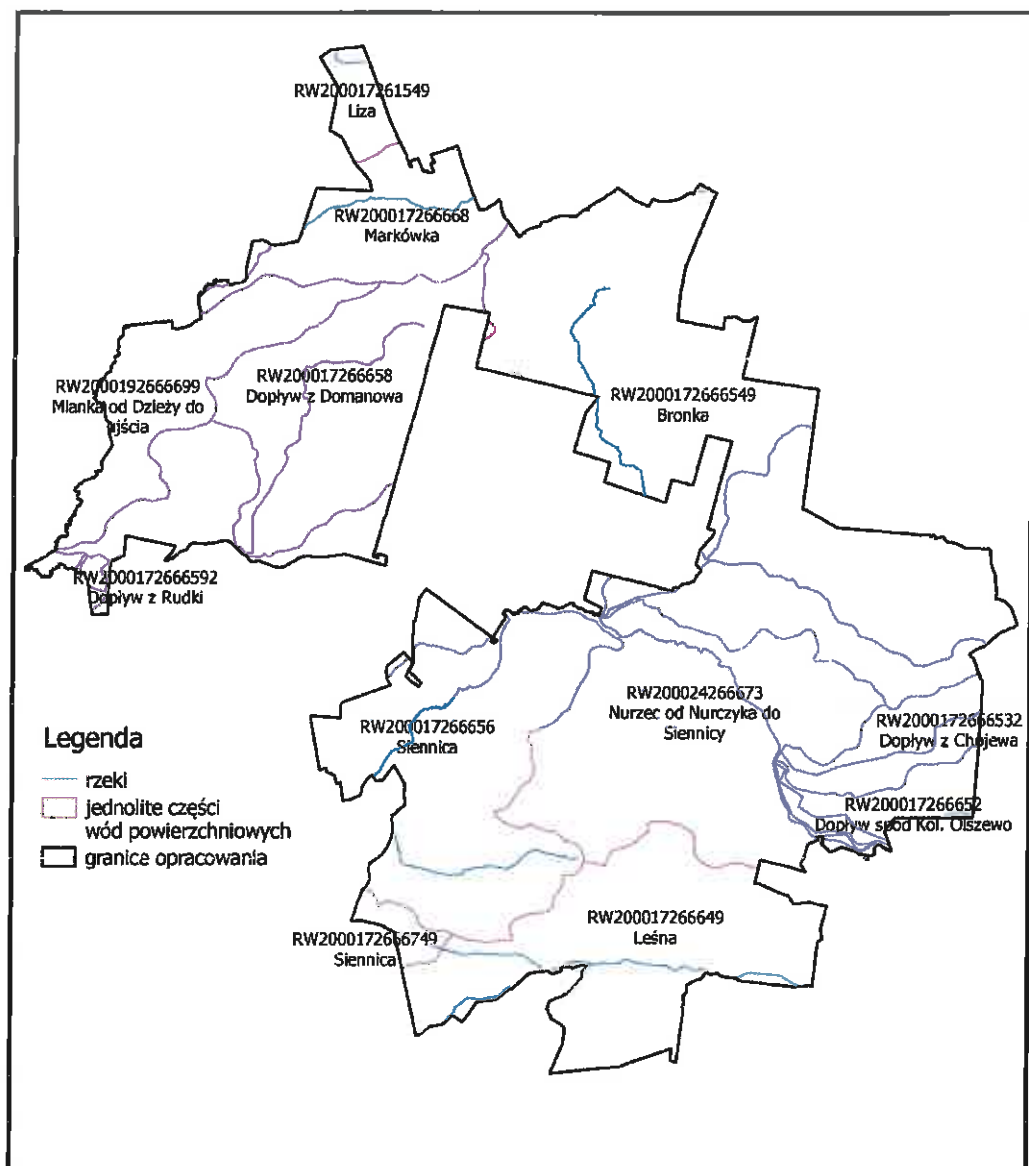 RW200017261549
Liza
RW200017266668
Markówka
RW2000192666699
Mianka od Dzieży do
ujścia
RW200017266658
Dopływ z Domanowa
RW2000172666549
Bronka
RW2000172666592
Dopływ z Rudki
RW200017266656
Siennica
RW200024266673
Nurzec od Nurczyka do
Siennicy
RW2000172666532
Dopływ z Chojewa
RW200017266652
Dopływ spod Kol. Olszewo
RW2000172666749
Siennica
RW200017266649
Leśna
Legenda
rzeki
jednolite części
wód powierzchniowych
granice opracowania